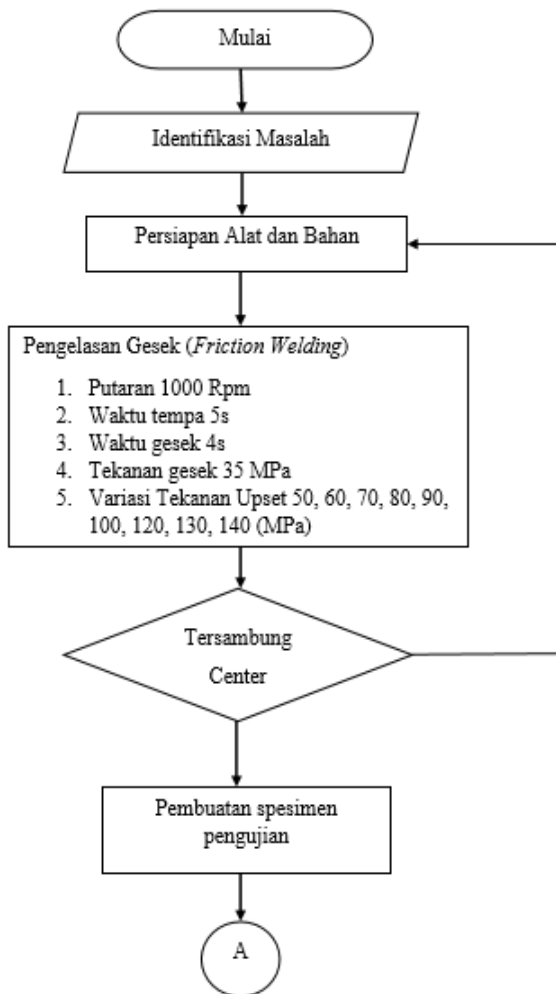 Mulai
Identifikasi Masalah
Persiapan Alat dan Bahan
Pengelasan Gesek (Friction Welding)
1. Putaran 1000 Rpm
2. Waktu tempa 5s
3. Waktu gesek 4s
4. Tekanan gesek 35 MPa
5. Variasi Tekanan Upset 50, 60, 70, 80, 90,
100, 120, 130, 140 (MPa)
Tersambung
Center
Pembuatan spesimen
pengujian
A